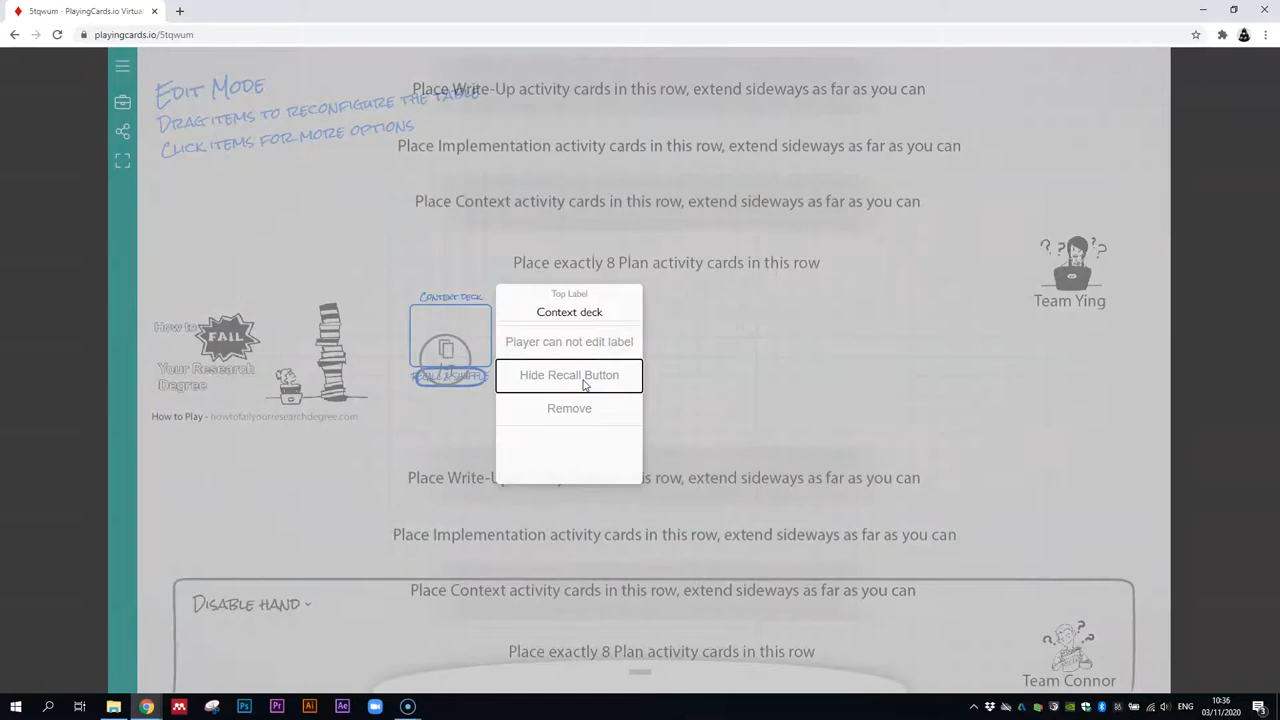 5tqwum - PlayingCards.io Virtual
playingcards.io/5tqwum
Edit Mode
Drag items to reconfigure the table
Click items for more options
Place Write-Up activity cards in this row, extend sideways as far as you can
Place Implementation activity cards in this row, extend sideways as far as you can
Place Context activity cards in this row, extend sideways as far as you can
Place exactly 8 Plan activity cards in this row
Team Ying
Context deck
Recall & Shuffle
Top Label
Context deck
Player can not edit label
Hide Recall Button
Remove
How to
FAIL
Your Research
Degree
How to Play - howtofailyourresearchdegree.com
Place Write-U
is row, extend sideways as far as you can
Place Implementation activity cards in this row, extend sideways as far as you can
Place Context activity cards in this row, extend sideways as far as you can
Disable hand
Place exactly 8 Plan activity cards in this row
Team Connor
Ps
Pr
Ai
Ae
ENG
10:36
03/11/2020